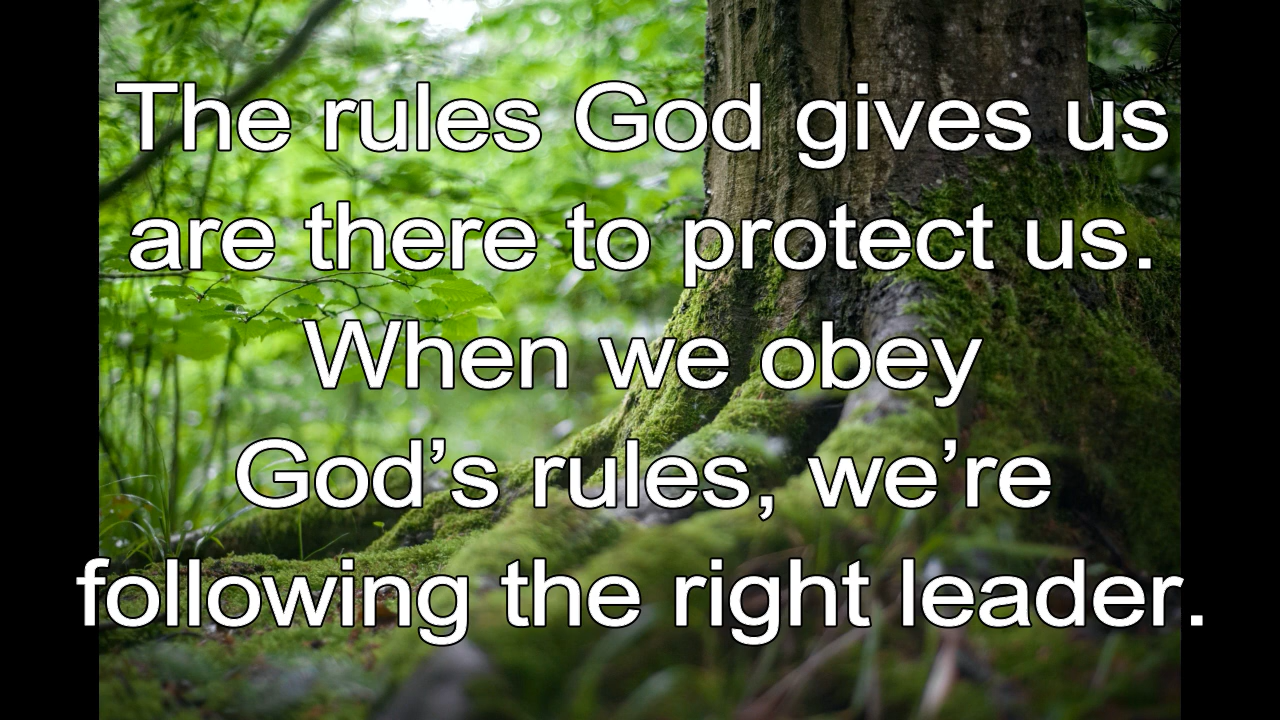 The rules God gives us
are there to protect us.
When we obey
God’s rules, we’re
following the right leader.